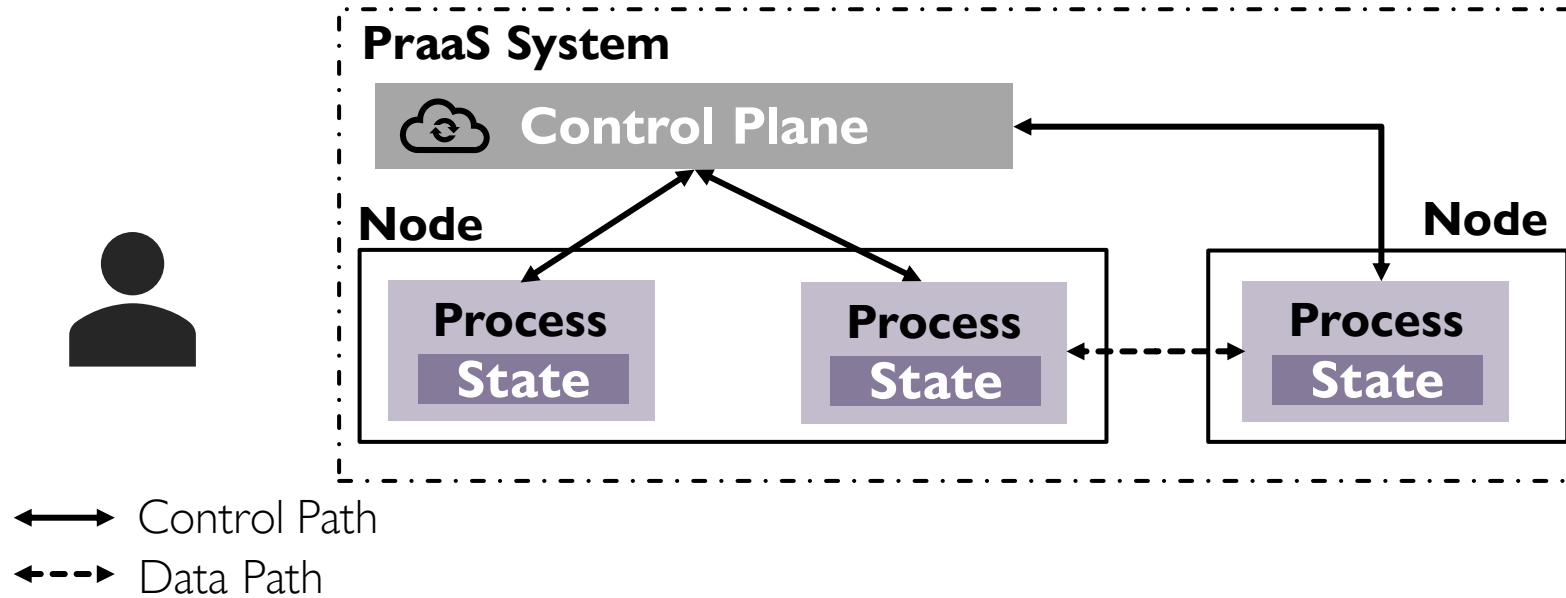 PraaS System
Control Plane
Node
Node
Process
State
Process
State
Process
State
Control Path
Data Path